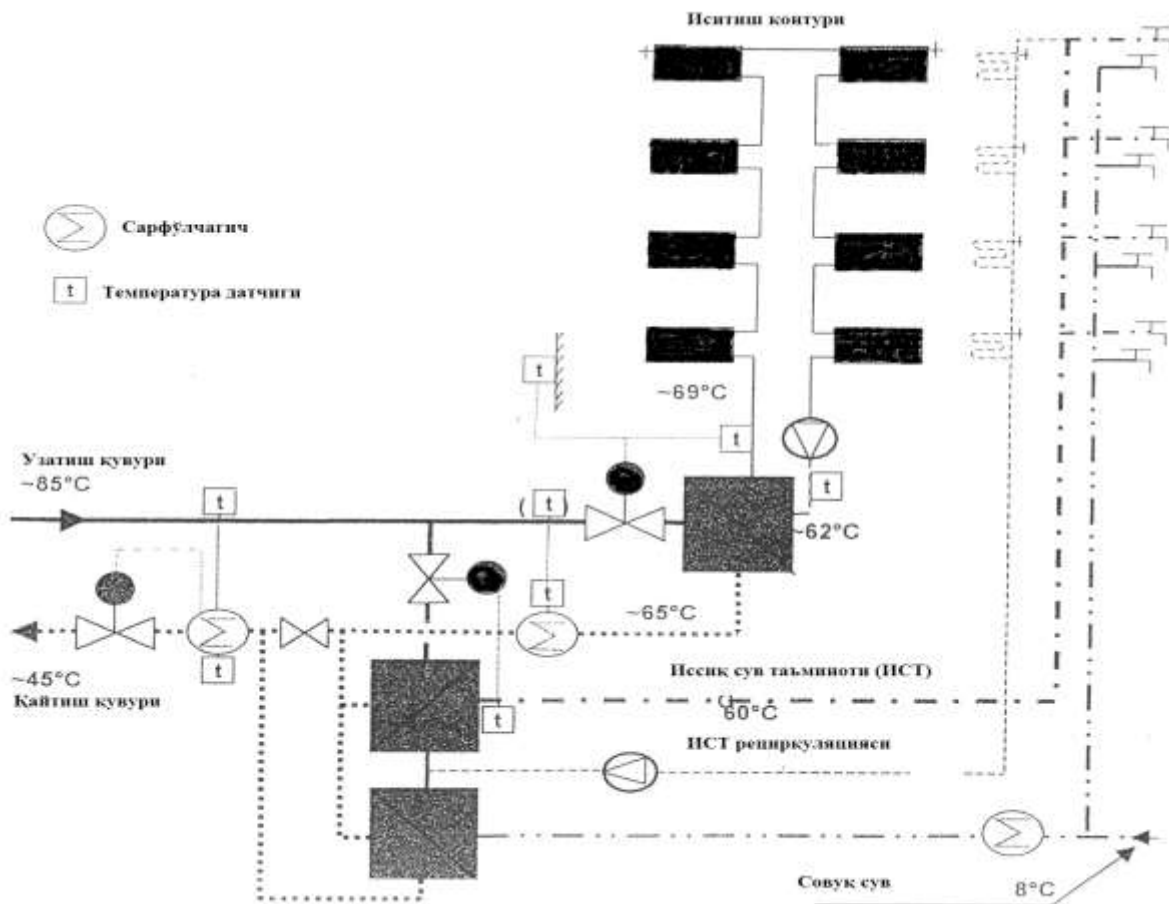 Иситиш контури
Сарфўлчагич
t
Температура датчиги
t
~69°C
t
Узатиш қувури
~85°C
t
(t)
t
~62°C
t
t
~65°C
~45°C
t
Қайтиш қувури
Иссиқ сув таъминоти (ИСТ)
t
60°C
ИСТ рециркуляцияси
Совуқ сув
8°C